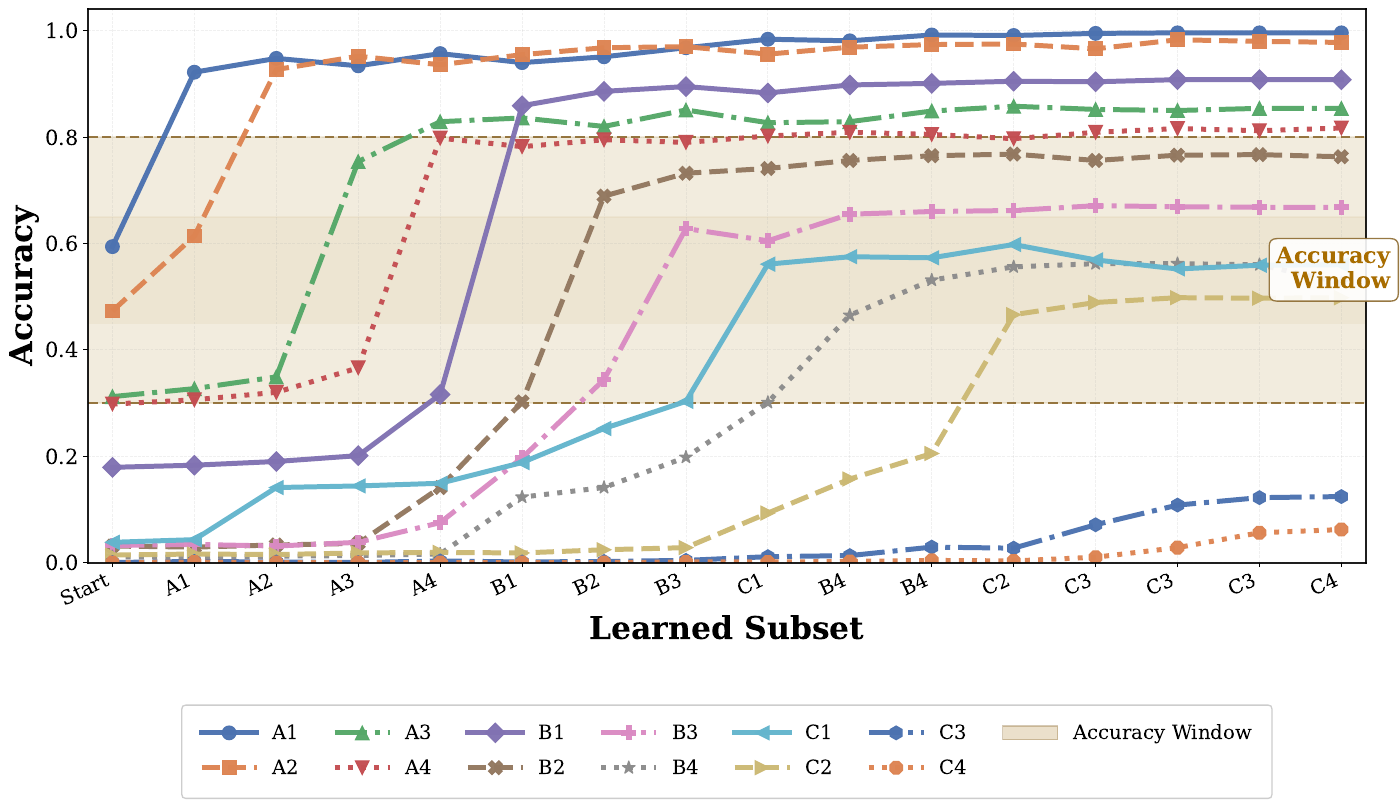 1.0
0.8
0.6
0.4
0.2
0.0
Accuracy
Accuracy
Window
Start
A1
A2
A3
A4
B1
B2
B3
C1
B4
B4
C2
C3
C3
C3
C4
Learned Subset
A1
A3
B1
B3
C1
C3
Accuracy Window
A2
A4
B2
B4
C2
C4